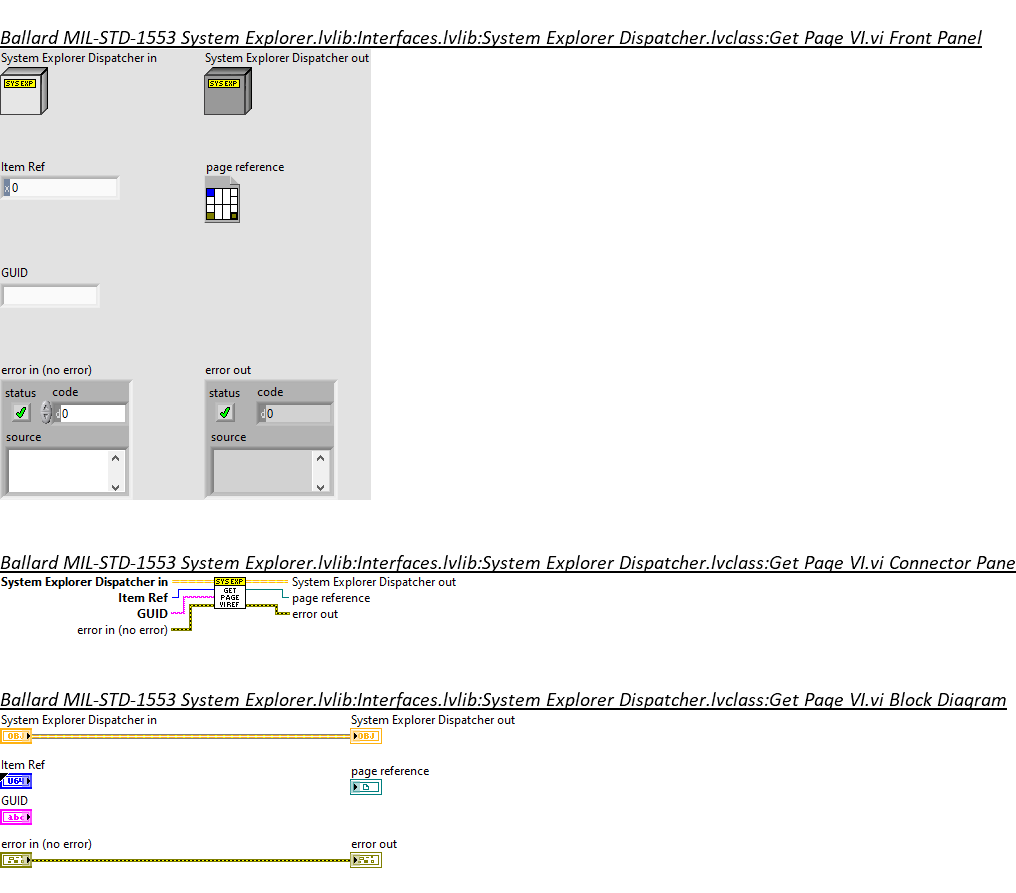 Ballard MIL-STD-1553 System Explorer.lvlib:Interfaces.lvlib:System Explorer Dispatcher.lvclass:Get Page VI.vi Front Panel
System Explorer Dispatcher in
System Explorer Dispatcher out
SYS EXP
SYS EXP
Item Ref
page reference
x 0
GUID
error in (no error)
error out
status code
status code
d 0
d 0
source
source
Ballard MIL-STD-1553 System Explorer.lvlib:Interfaces.lvlib:System Explorer Dispatcher.lvclass:Get Page VI.vi Connector Pane
System Explorer Dispatcher in
SYS EXP
System Explorer Dispatcher out
Item Ref
GET
PAGE
VI REF
page reference
GUID
error out
error in (no error)
Ballard MIL-STD-1553 System Explorer.lvlib:Interfaces.lvlib:System Explorer Dispatcher.lvclass:Get Page VI.vi Block Diagram
System Explorer Dispatcher in
System Explorer Dispatcher out
OBJ
OBJ
Item Ref
page reference
U64
GUID
abc
error in (no error)
error out